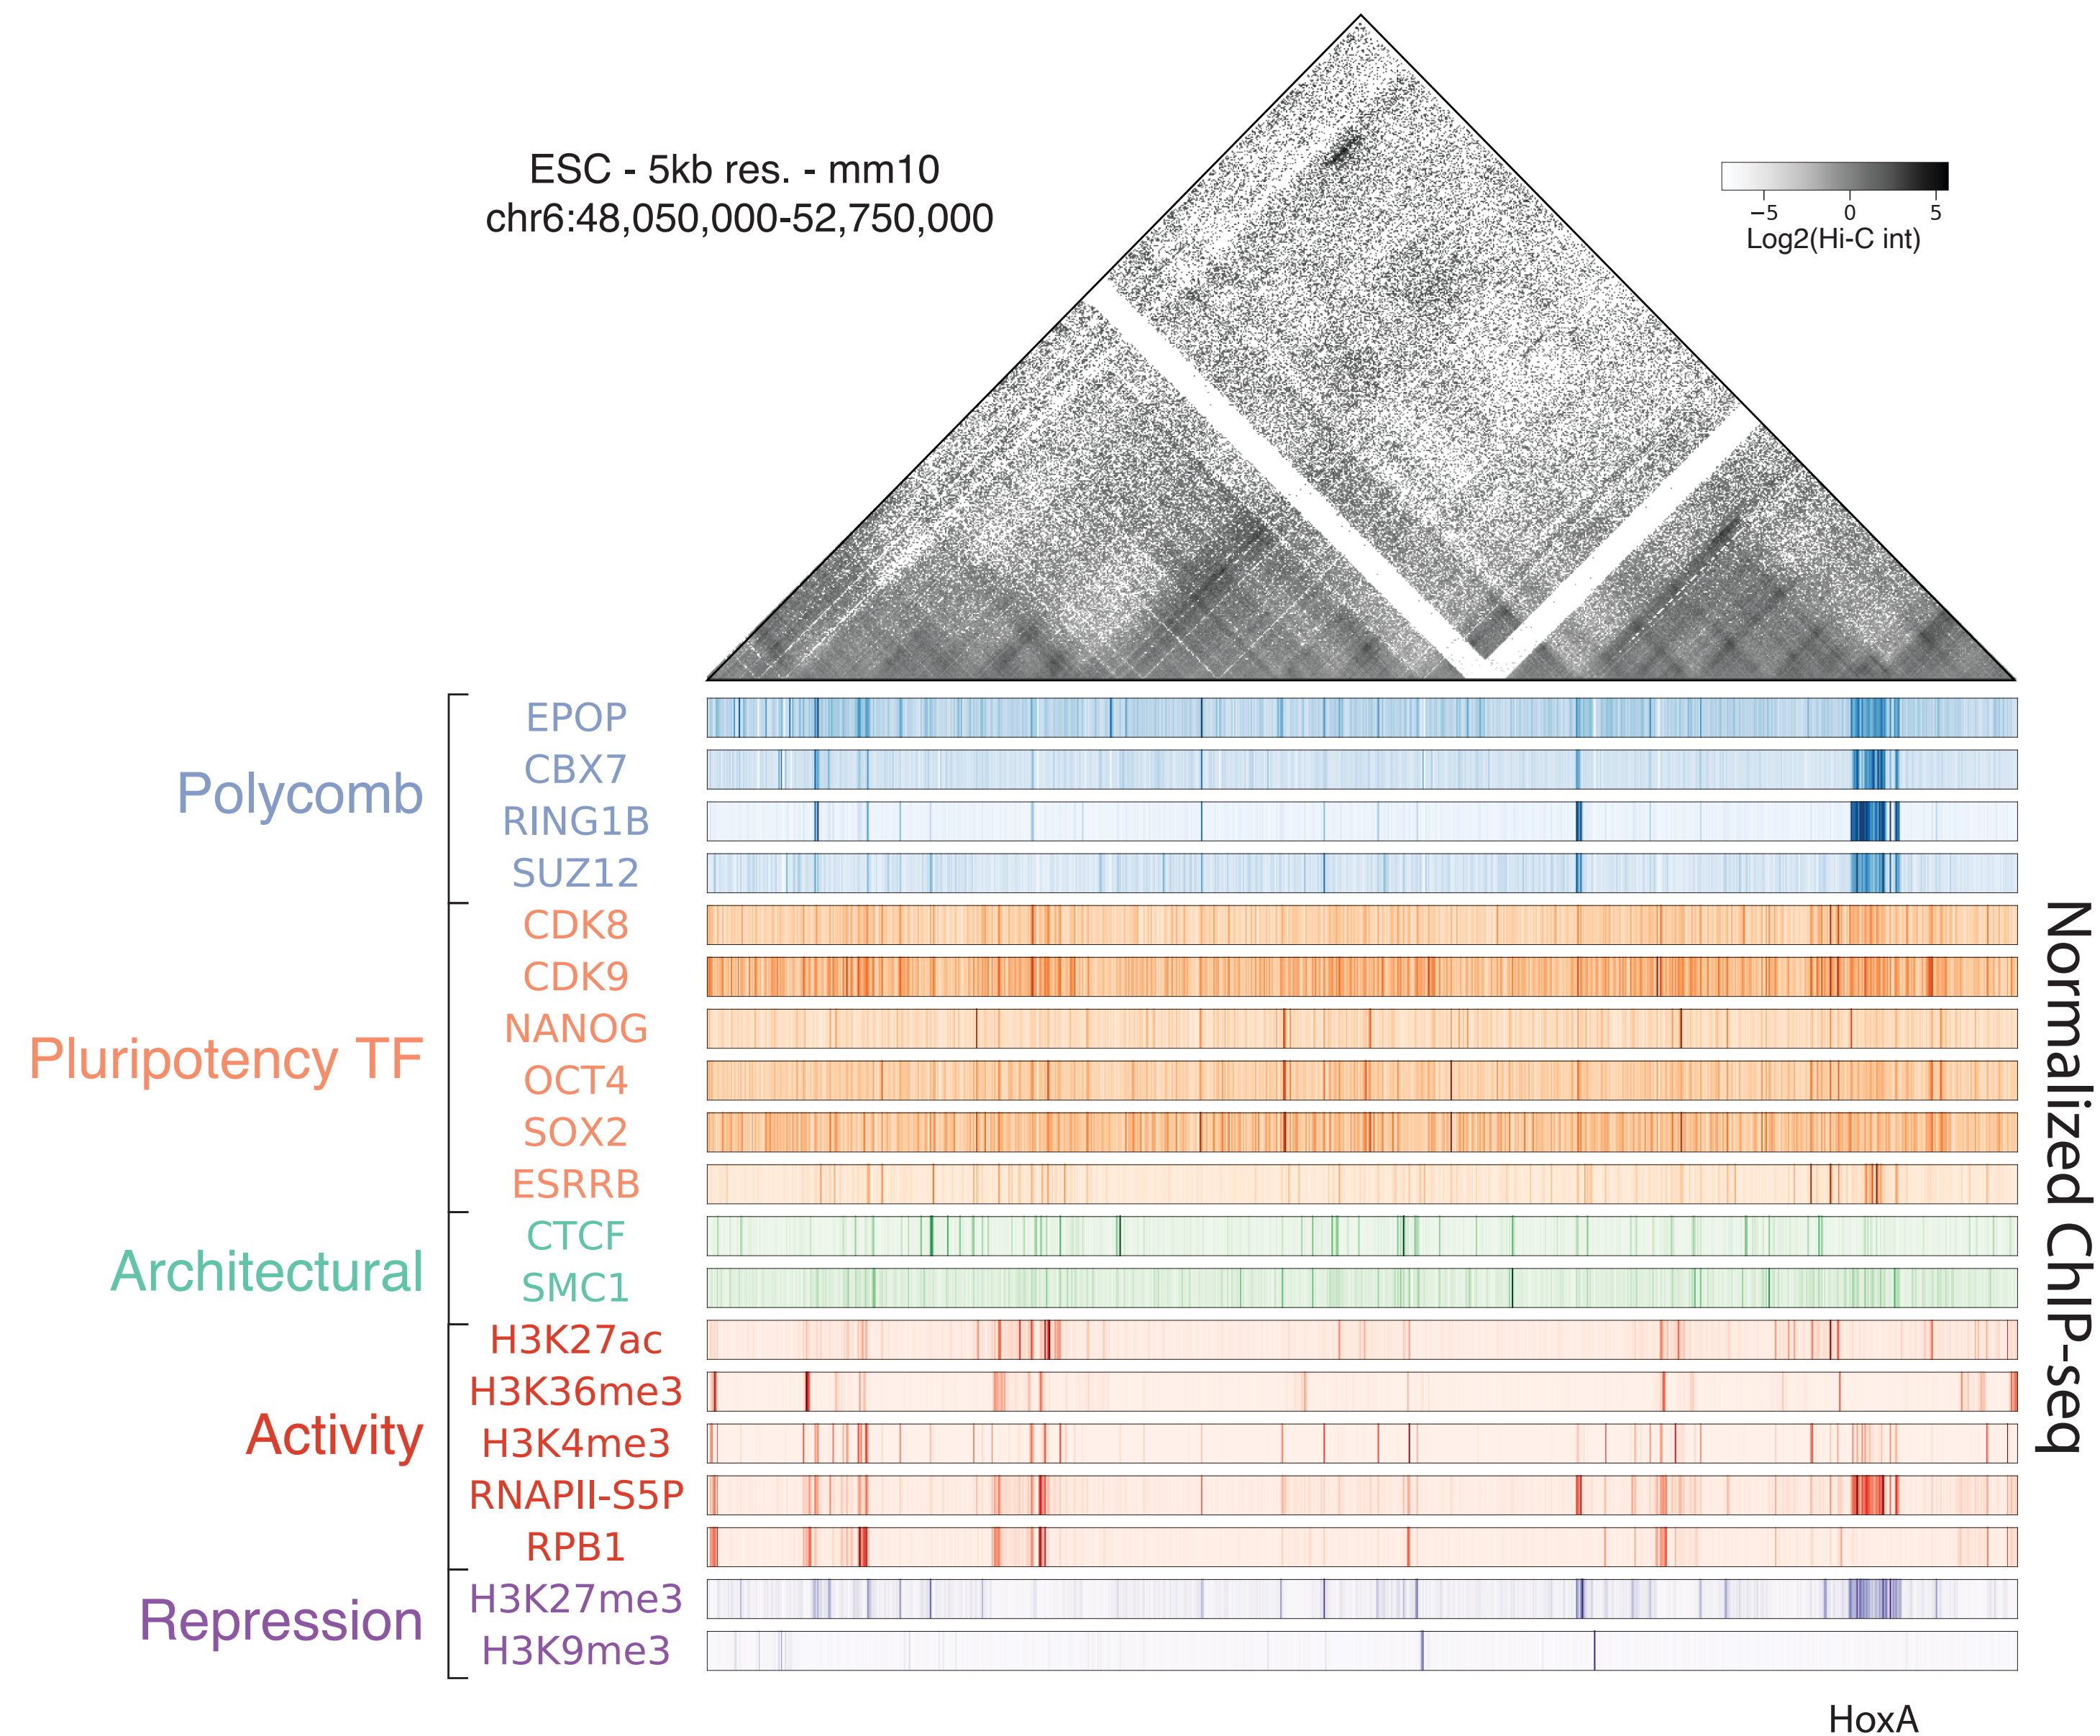 ESC - 5kb res. - mm10
chr6:48,050,000-52,750,000
−5 0 5
Log2(Hi-C int)
Polycomb
EPOP
CBX7
RING1B
SUZ12
Pluripotency TF
CDK8
CDK9
NANOG
OCT4
SOX2
ESRRB
Architectural
CTCF
SMC1
Activity
H3K27ac
H3K36me3
H3K4me3
RNAPII-S5P
RPB1
Repression
H3K27me3
H3K9me3
Normalized ChIP-seq
HoxA